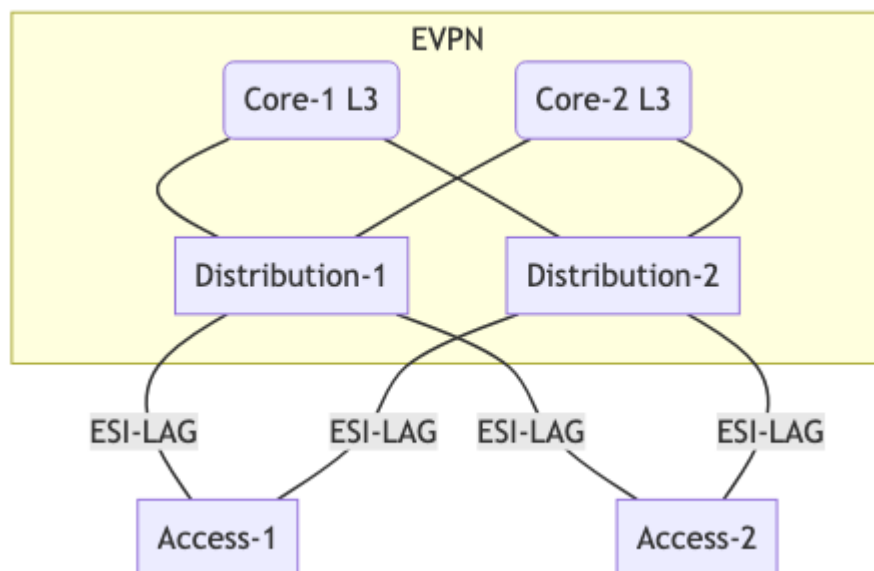 EVPN
Core-1 L3
Core-2 L3
Distribution-1
Distribution-2
ESI-LAG
ESI-LAG
ESI-LAG
ESI-LAG
Access-1
Access-2